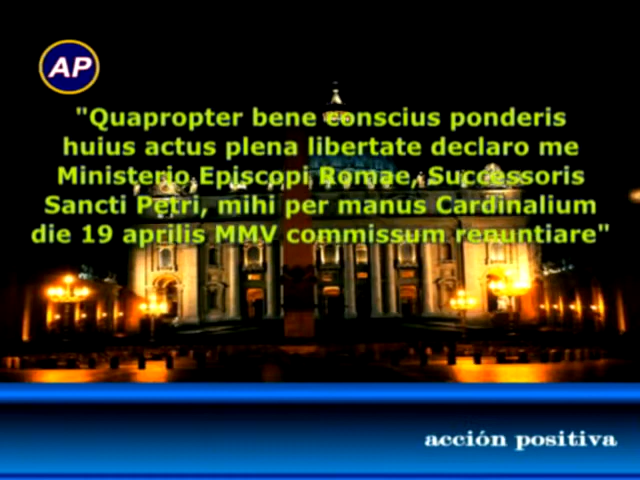 AP
"Quapropter bene conscius ponderis
huius actus plena libertate declaro me
Ministerio Episcopi Romae, Successoris
Sancti Petri, mihi per manus Cardinalium
die 19 aprilis MMV commissum renuntiare"
acción positiva